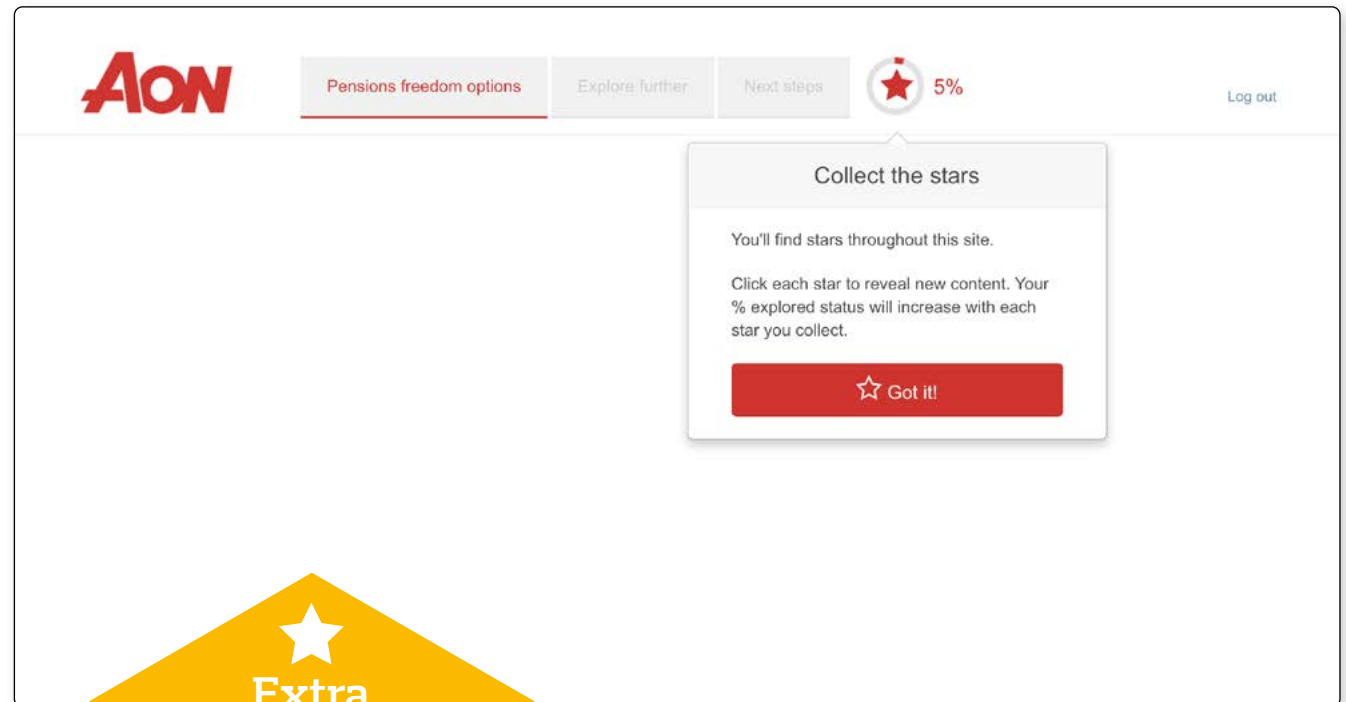 AON
Pensions freedom options
Explore further
Next steps
5%
Log out
Collect the stars
You'll find stars throughout this site.
Click each star to reveal new content. Your
% explored status will increase with each
star you collect.
Got it!
Extra